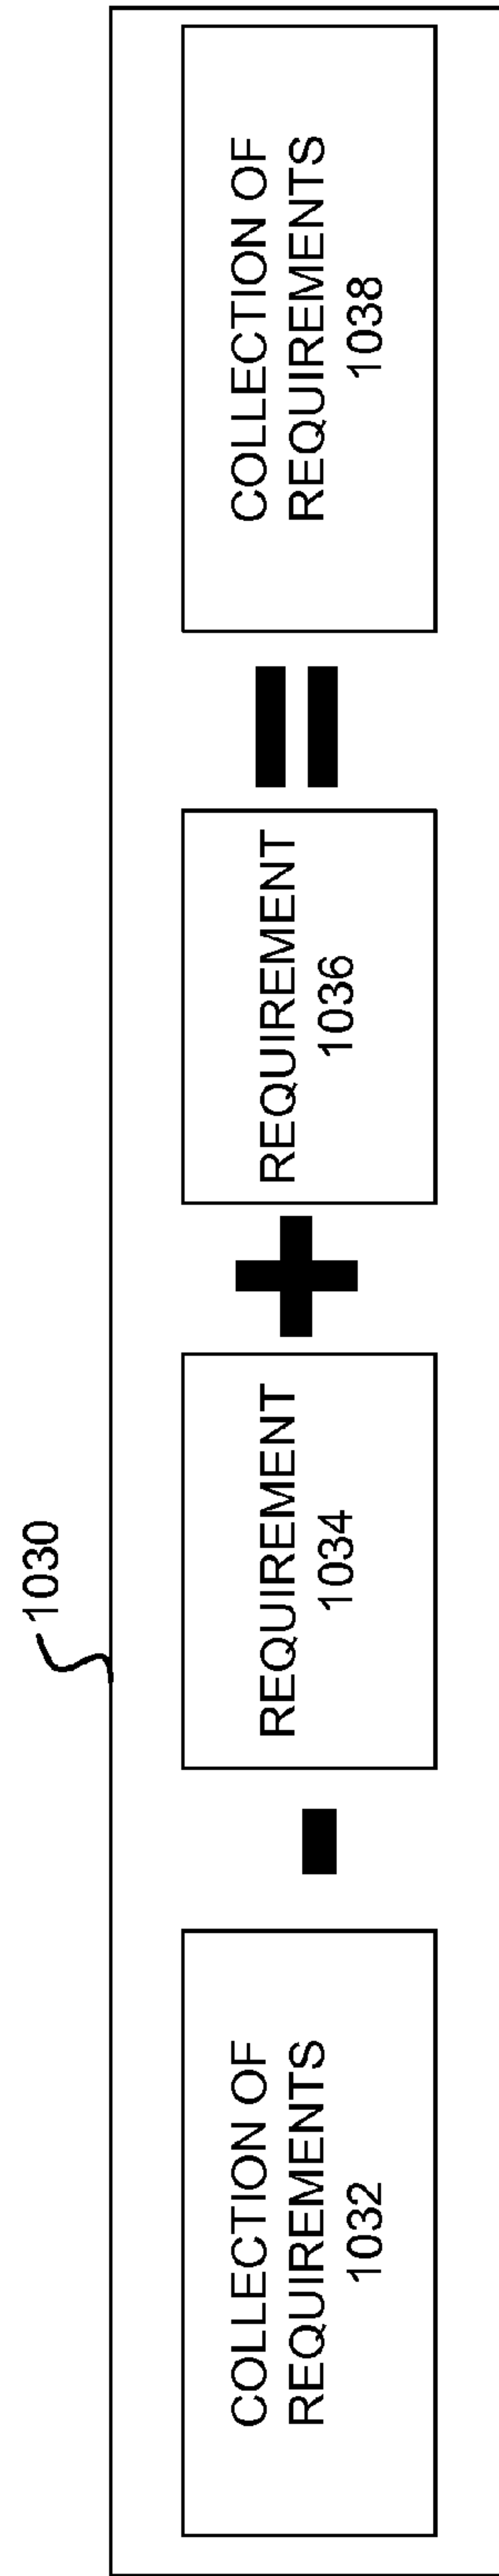 1030
COLLECTION OF
REQUIREMENTS
1032
-
REQUIREMENT
1034
+
REQUIREMENT
1036
=
COLLECTION OF
REQUIREMENTS
1038